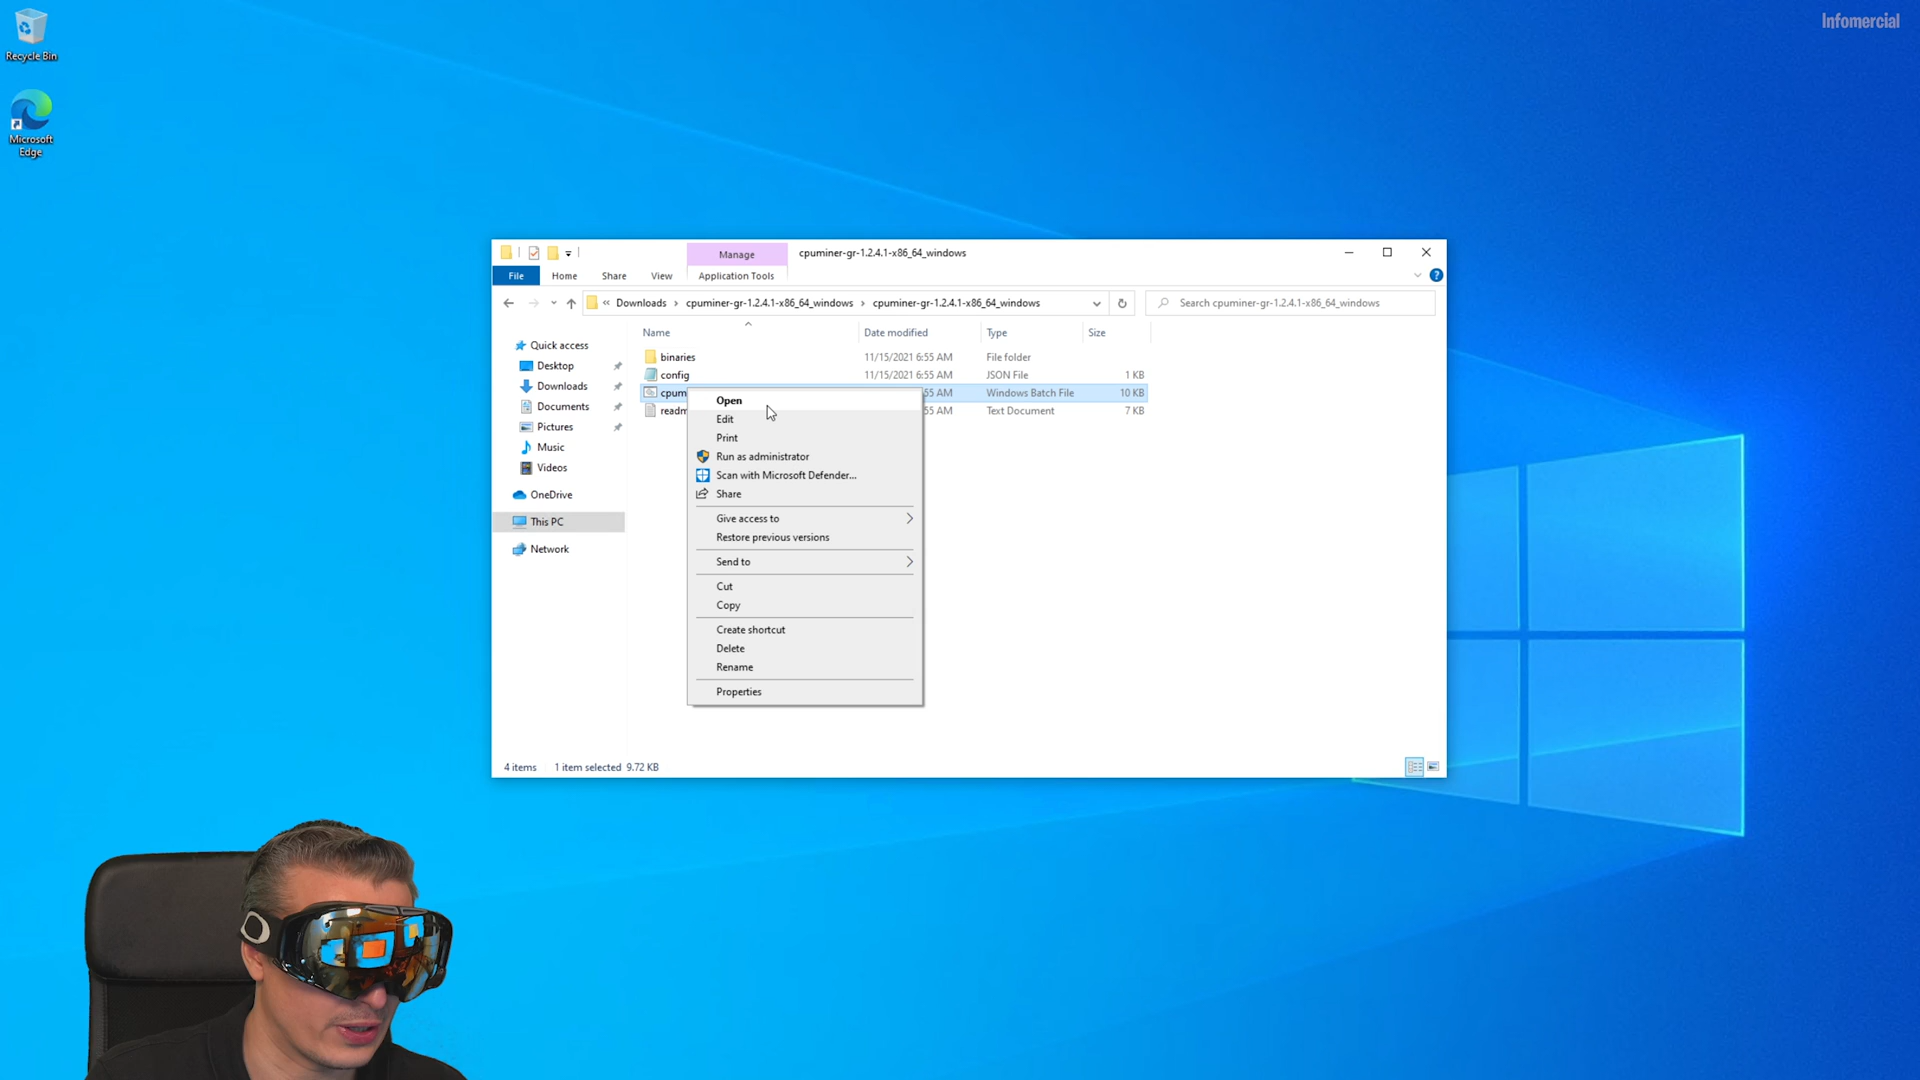 Recycle Bin
Microsoft
Edge
Infomercial
Manage
cpuminer-gr-1.2.4.1-x86_64_windows
File
Home
Share
View
Application Tools
« Downloads > cpuminer-gr-1.2.4.1-x86_64_windows > cpuminer-gr-1.2.4.1-x86_64_windows
Search cpuminer-gr-1.2.4.1-x86_64_windows
Name
Date modified
Type
Size
binaries
11/15/2021 6:55 AM
File folder
config
11/15/2021 6:55 AM
JSON File
1 KB
cpum
55 AM
Windows Batch File
10 KB
readm
55 AM
Text Document
7 KB
Quick access
Desktop
Downloads
Documents
Pictures
Music
Videos
OneDrive
This PC
Network
Open
Edit
Print
Run as administrator
Scan with Microsoft Defender...
Share
Give access to
Restore previous versions
Send to
Cut
Copy
Create shortcut
Delete
Rename
Properties
4 items
1 item selected 9.72 KB